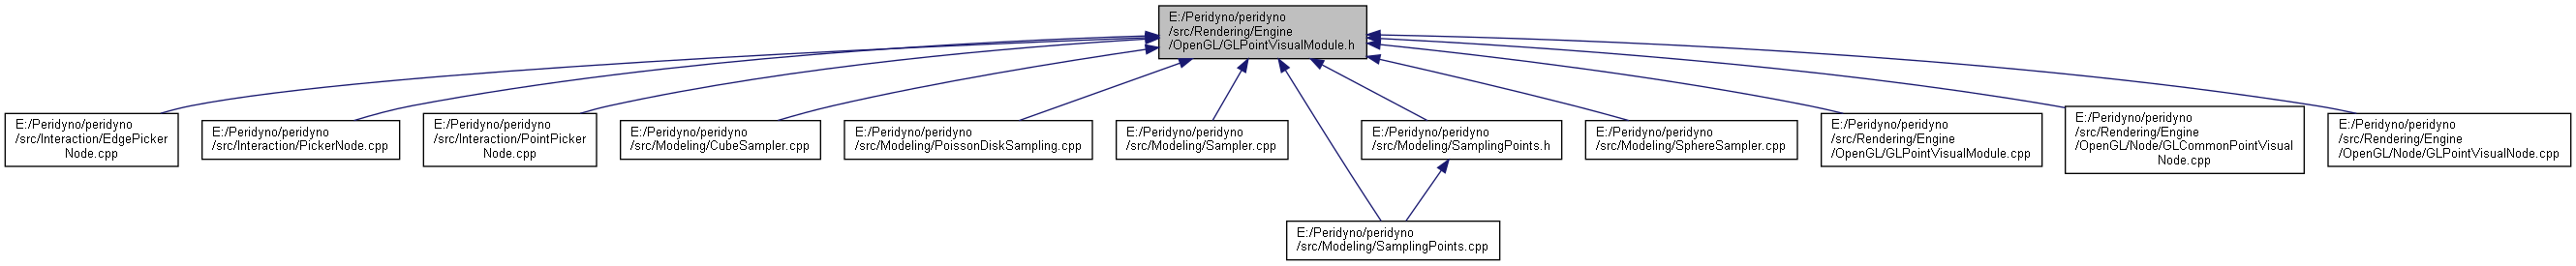 E:/Peridyno/peridyno
/src/Rendering/Engine
/OpenGL/GLPointVisualModule.h
E:/Peridyno/peridyno
/src/Interaction/EdgePicker
Node.cpp
E:/Peridyno/peridyno
/src/Interaction/PickerNode.cpp
E:/Peridyno/peridyno
/src/Interaction/PointPicker
Node.cpp
E:/Peridyno/peridyno
/src/Modeling/CubeSampler.cpp
E:/Peridyno/peridyno
/src/Modeling/PoissonDiskSampling.cpp
E:/Peridyno/peridyno
/src/Modeling/Sampler.cpp
E:/Peridyno/peridyno
/src/Modeling/SamplingPoints.h
E:/Peridyno/peridyno
/src/Modeling/SphereSampler.cpp
E:/Peridyno/peridyno
/src/Rendering/Engine
/OpenGL/GLPointVisualModule.cpp
E:/Peridyno/peridyno
/src/Rendering/Engine
/OpenGL/Node/GLCommonPointVisual
Node.cpp
E:/Peridyno/peridyno
/src/Rendering/Engine
/OpenGL/Node/GLPointVisualNode.cpp
E:/Peridyno/peridyno
/src/Modeling/SamplingPoints.cpp